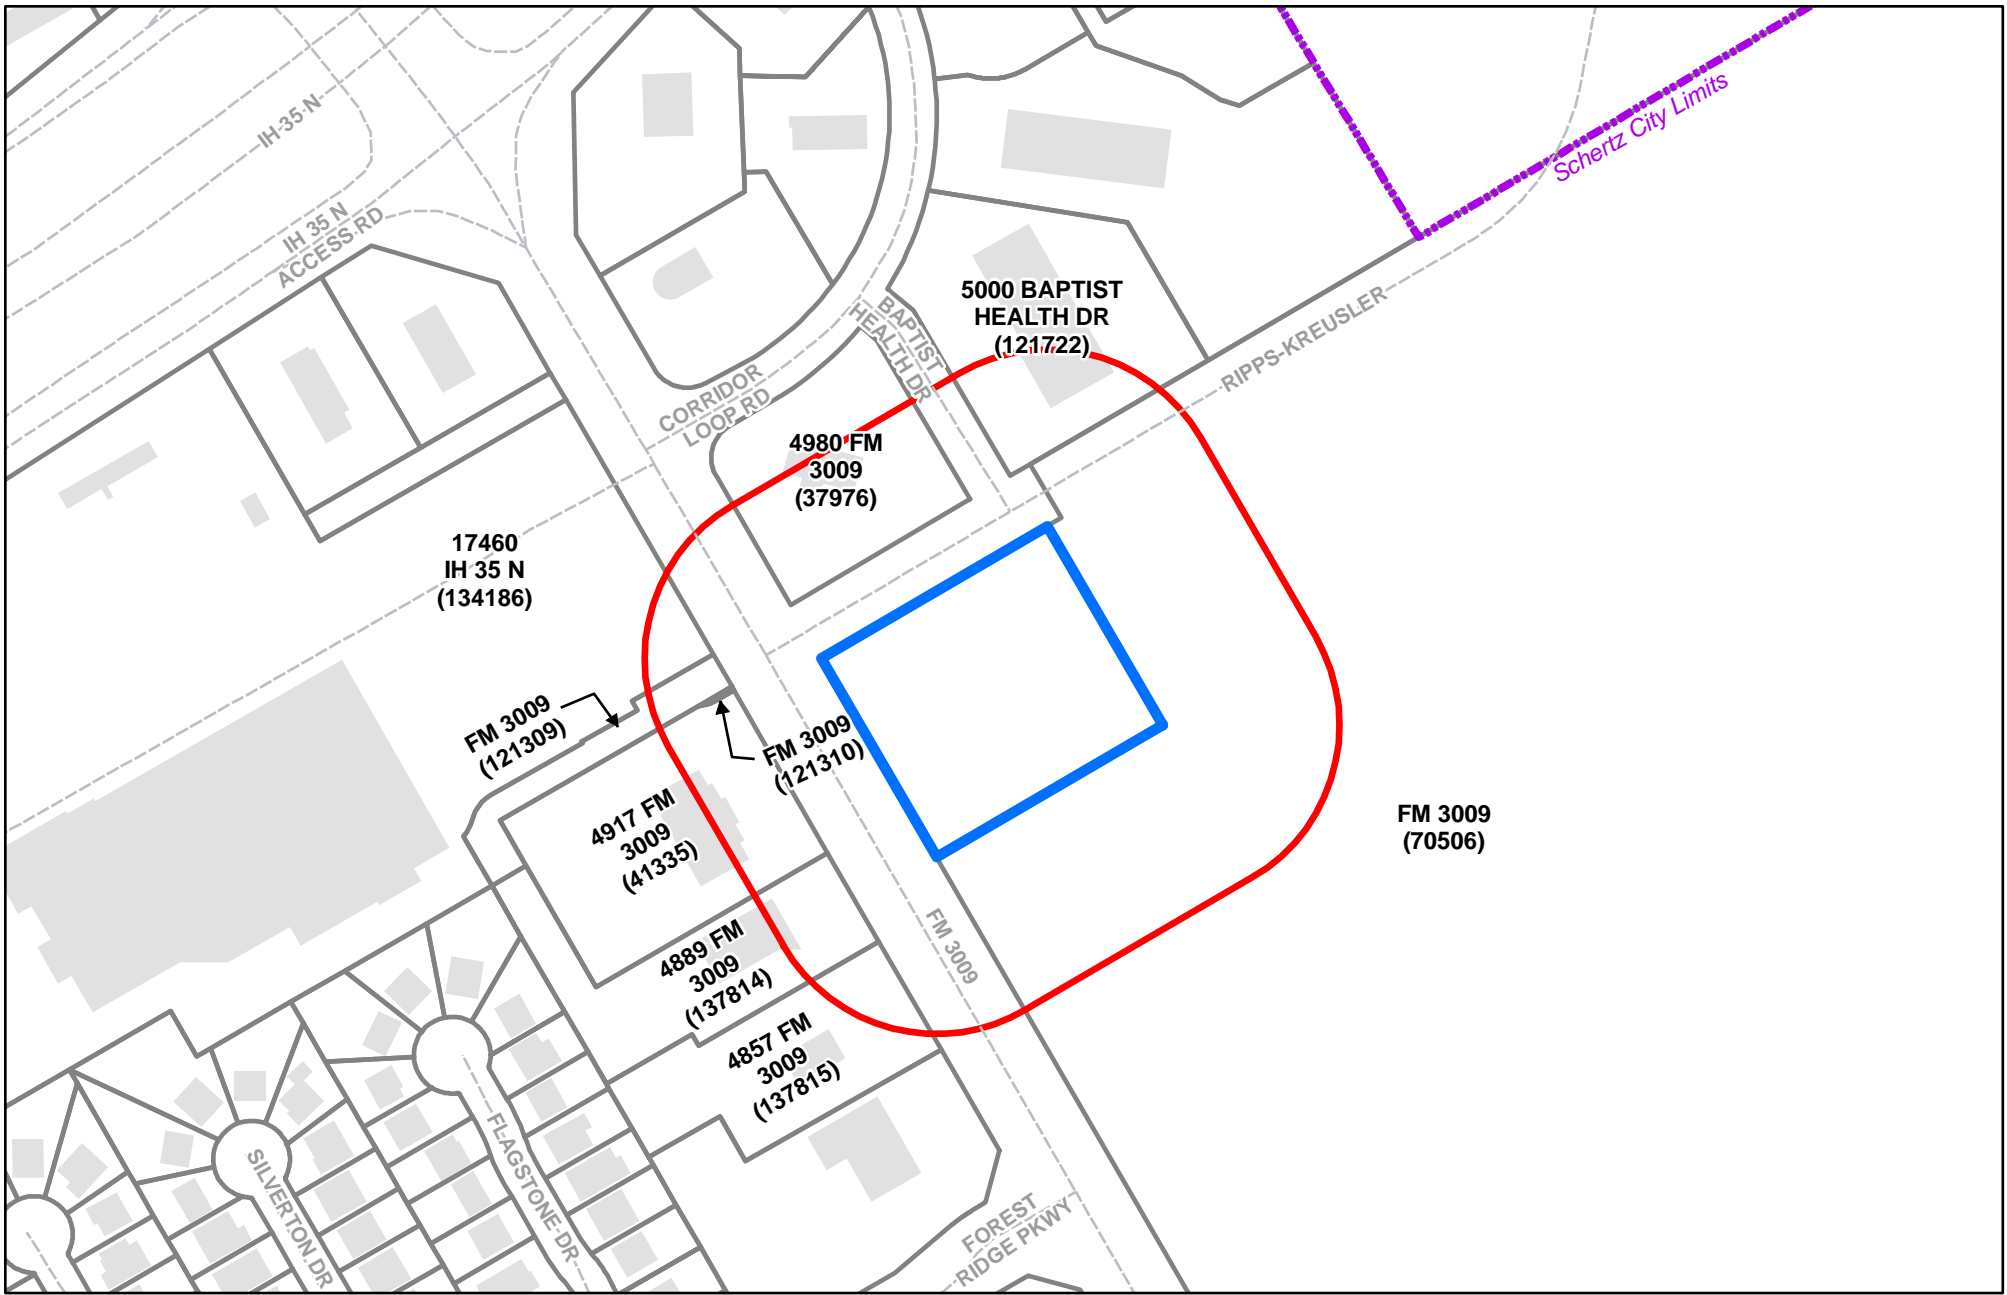 IH 35 N
IH 35 N
ACCESS RD
Schertz City Limits
5000 BAPTIST
HEALTH DR
(121722)
BAPTIST
HEALTH DR
RIPPS-KREUSLER
CORRIDOR
LOOP RD
4980 FM
3009
(37976)
17460
IH 35 N
(134186)
FM 3009
(121309)
FM 3009
(121310)
4917 FM
3009
(41335)
FM 3009
(70506)
4889 FM
3009
(137814)
FM 3009
4857 FM
3009
(137815)
SILVERTON DR
FLAGSTONE DR
FOREST
RIDGE PKWY